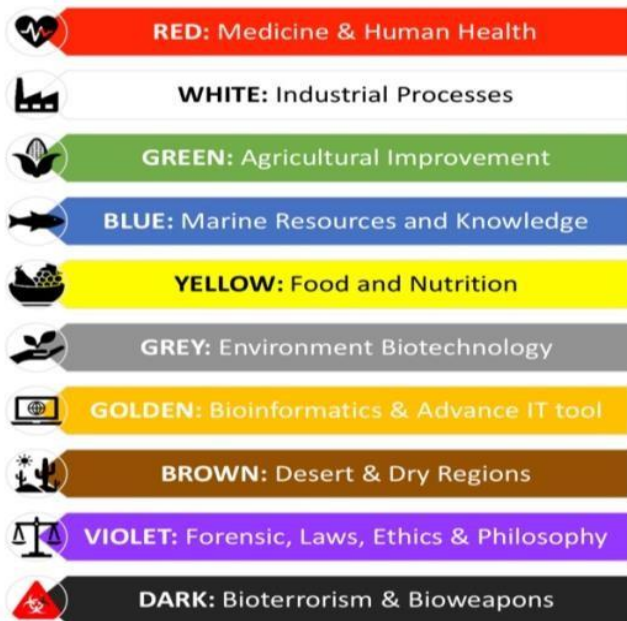 RED: Medicine & Human Health
WHITE: Industrial Processes
GREEN: Agricultural Improvement
BLUE: Marine Resources and Knowledge
YELLOW: Food and Nutrition
GREY: Environment Biotechnology
GOLDEN: Bioinformatics & Advance IT tool
BROWN: Desert & Dry Regions
VIOLET: Forensic, Laws, Ethics & Philosophy
DARK: Bioterrorism & Bioweapons